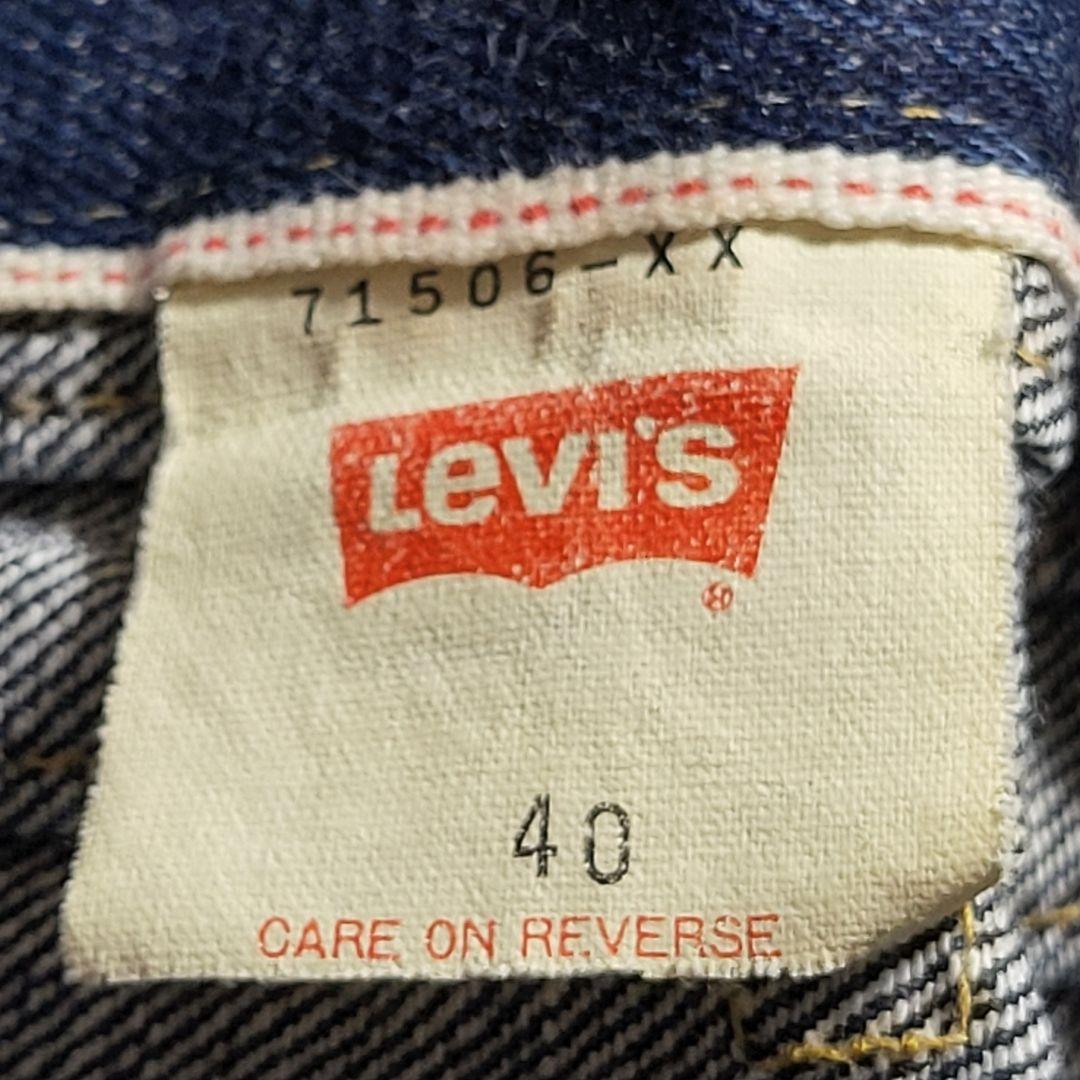 71506-XX
Levi's
®
40
CARE ON REVERSE